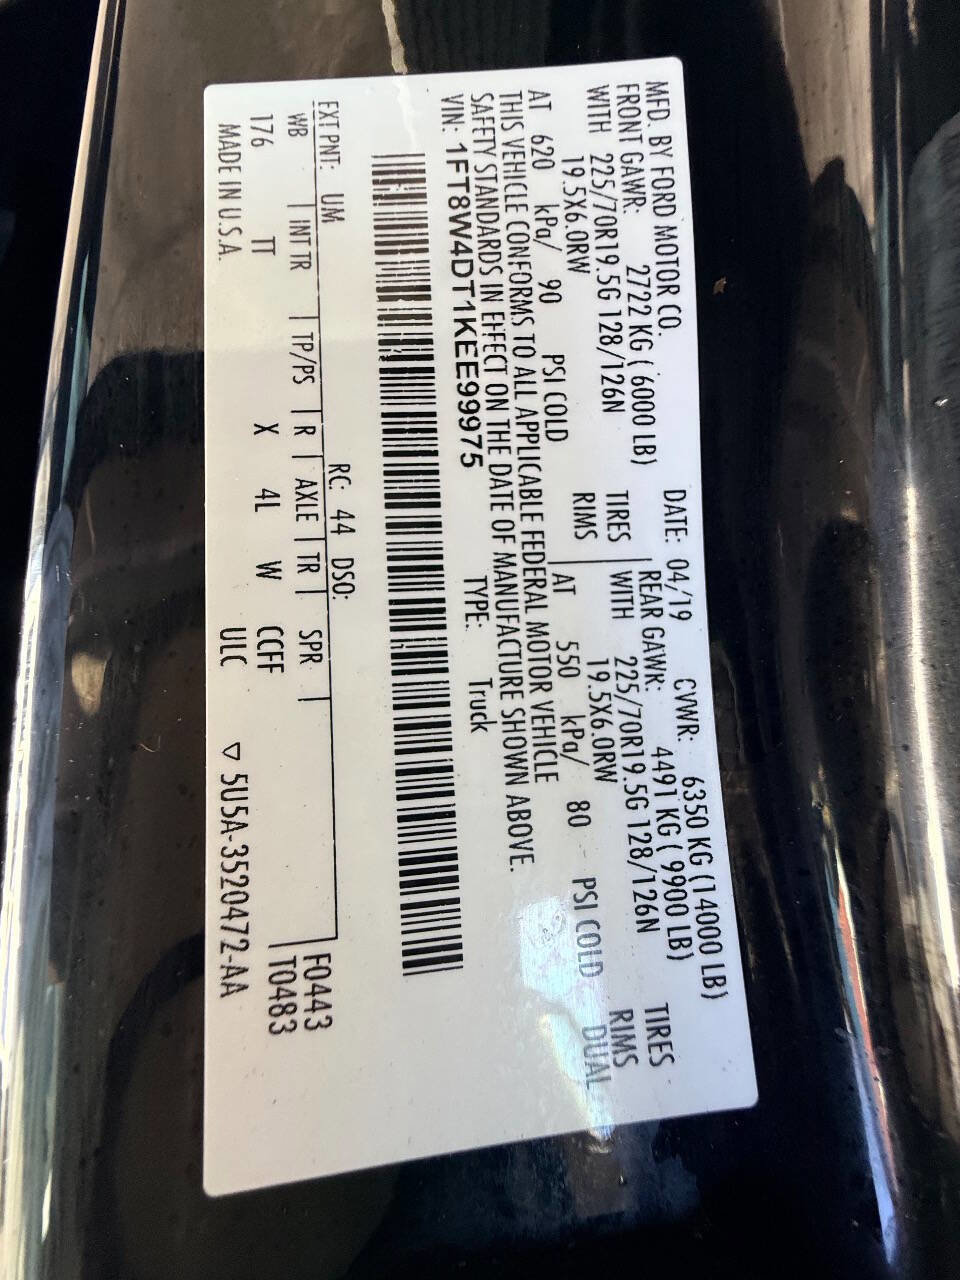 MFD. BY FORD MOTOR CO. DATE: 04/19 GVWR: 6350 KG (14000 LB)
FRONT GAWR: 2722 KG (6000 LB) REAR GAWR: 4491 KG (9900 LB)
WITH 225/70R19.5G 128/126N TIRES WITH 225/70R19.5G 128/126N TIRES
19.5X6.0RW RIMS 19.5X6.0RW RIMS
AT 620 kPa/ 90 PSI COLD AT 550 kPa/ 80 PSI COLD DUAL
THIS VEHICLE CONFORMS TO ALL APPLICABLE FEDERAL MOTOR VEHICLE
SAFETY STANDARDS IN EFFECT ON THE DATE OF MANUFACTURE SHOWN ABOVE.
VIN: 1FT8W4DT1KEE99975 TYPE: Truck
EXT PNT: UM RC: 44 DSO: F0443
WB | INT TR | TP/PS | R | AXLE | TR | SPR | T0483
176 TT X 4L W CCFF
MADE IN U.S.A. ULC ▽ 5U5A-3520472-AA